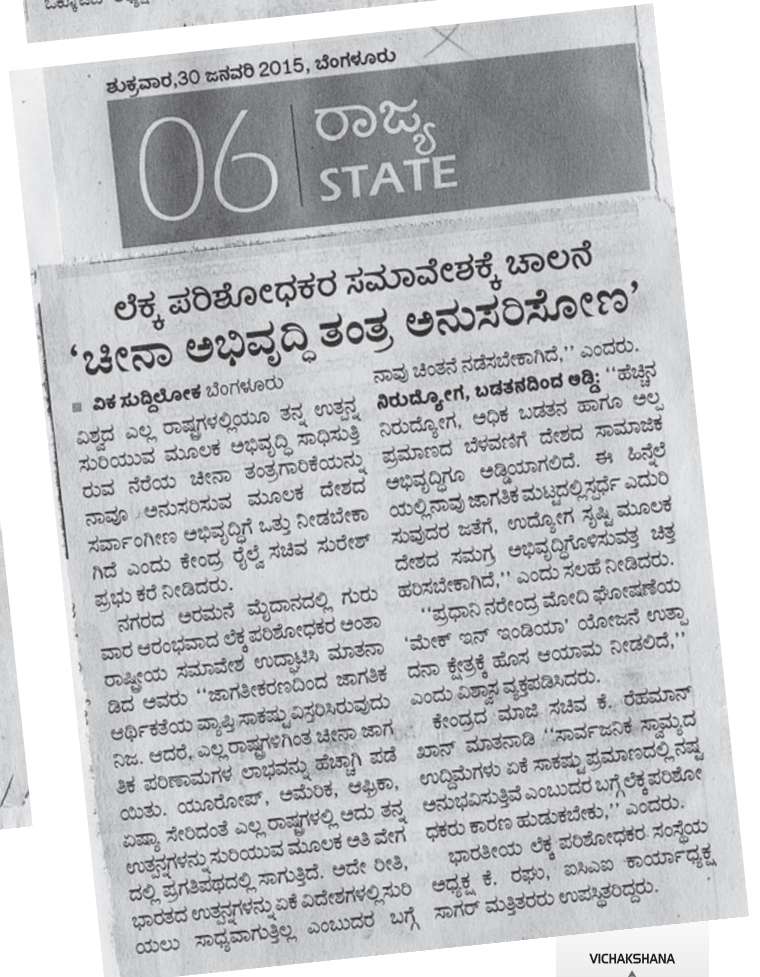 ಶುಕ್ರವಾರ,30 ಜನವರಿ 2015, ಬೆಂಗಳೂರು
06 ರಾಜ್ಯ
STATE
ಲೆಕ್ಕ ಪರಿಶೋಧಕರ ಸಮಾವೇಶಕ್ಕೆ ಚಾಲನೆ
‘ಚೀನಾ ಅಭಿವೃದ್ಧಿ ತಂತ್ರ ಅನುಸರಿಸೋಣ’
■ ವಿಕ ಸುದ್ದಿಲೋಕ ಬೆಂಗಳೂರು
ವಿಶ್ವದ ಎಲ್ಲ ರಾಷ್ಟ್ರಗಳಲ್ಲಿಯೂ ತನ್ನ ಉತ್ಪನ್ನ
ಸುರಿಯುವ ಮೂಲಕ ಅಭಿವೃದ್ಧಿ ಸಾಧಿಸುತ್ತಿ
ರುವ ನೆರೆಯ ಚೀನಾ ತಂತ್ರಗಾರಿಕೆಯನ್ನು
ನಾವೂ ಅನುಸರಿಸುವ ಮೂಲಕ ದೇಶದ
ಸರ್ವಾಂಗೀಣ ಅಭಿವೃದ್ಧಿಗೆ ಒತ್ತು ನೀಡಬೇಕಾ
ಗಿದೆ ಎಂದು ಕೇಂದ್ರ ರೈಲ್ವೆ ಸಚಿವ ಸುರೇಶ್
ಪ್ರಭು ಕರೆ ನೀಡಿದರು.
ನಗರದ ಅರಮನೆ ಮೈದಾನದಲ್ಲಿ ಗುರು
ವಾರ ಆರಂಭವಾದ ಲೆಕ್ಕ ಪರಿಶೋಧಕರ ಅಂತಾ
ರಾಷ್ಟ್ರೀಯ ಸಮಾವೇಶ ಉದ್ಘಾಟಿಸಿ ಮಾತನಾ
ಡಿದ ಅವರು ‘‘ಜಾಗತೀಕರಣದಿಂದ ಜಾಗತಿಕ
ಆರ್ಥಿಕತೆಯ ವ್ಯಾಪ್ತಿ ಸಾಕಷ್ಟು ವಿಸ್ತರಿಸಿರುವುದು
ನಿಜ. ಆದರೆ, ಎಲ್ಲ ರಾಷ್ಟ್ರಗಳಿಗಿಂತ ಚೀನಾ ಜಾಗ
ತಿಕ ಪರಿಣಾಮಗಳ ಲಾಭವನ್ನು ಹೆಚ್ಚಾಗಿ ಪಡೆ
ಯಿತು. ಯೂರೋಪ್, ಅಮೆರಿಕ, ಆಫ್ರಿಕಾ,
ಏಷ್ಯಾ ಸೇರಿದಂತೆ ಎಲ್ಲ ರಾಷ್ಟ್ರಗಳಲ್ಲಿ ಅದು ತನ್ನ
ಉತ್ಪನ್ನಗಳನ್ನು ಸುರಿಯುವ ಮೂಲಕ ಅತಿ ವೇಗ
ದಲ್ಲಿ ಪ್ರಗತಿಪಥದಲ್ಲಿ ಸಾಗುತ್ತಿದೆ. ಅದೇ ರೀತಿ,
ಭಾರತದ ಉತ್ಪನ್ನಗಳನ್ನು ಏಕೆ ವಿದೇಶಗಳಲ್ಲಿ ಸುರಿ
ಯಲು ಸಾಧ್ಯವಾಗುತ್ತಿಲ್ಲ ಎಂಬುದರ ಬಗ್ಗೆ
ನಾವು ಚಿಂತನೆ ನಡೆಸಬೇಕಾಗಿದೆ,’’ ಎಂದರು.
ನಿರುದ್ಯೋಗ, ಬಡತನದಿಂದ ಅಡ್ಡಿ: ‘‘ಹೆಚ್ಚಿನ
ನಿರುದ್ಯೋಗ, ಅಧಿಕ ಬಡತನ ಹಾಗೂ ಅಲ್ಪ
ಪ್ರಮಾಣದ ಬೆಳವಣಿಗೆ ದೇಶದ ಸಾಮಾಜಿಕ
ಅಭಿವೃದ್ಧಿಗೂ ಅಡ್ಡಿಯಾಗಲಿದೆ. ಈ ಹಿನ್ನೆಲೆ
ಯಲ್ಲಿ ನಾವು ಜಾಗತಿಕ ಮಟ್ಟದಲ್ಲಿ ಸ್ಪರ್ಧೆ ಎದುರಿ
ಸುವುದರ ಜತೆಗೆ, ಉದ್ಯೋಗ ಸೃಷ್ಟಿ ಮೂಲಕ
ದೇಶದ ಸಮಗ್ರ ಅಭಿವೃದ್ಧಿಗೊಳಿಸುವತ್ತ ಚಿತ್ತ
ಹರಿಸಬೇಕಾಗಿದೆ,’’ ಎಂದು ಸಲಹೆ ನೀಡಿದರು.
‘‘ಪ್ರಧಾನಿ ನರೇಂದ್ರ ಮೋದಿ ಘೋಷಣೆಯ
‘ಮೇಕ್ ಇನ್ ಇಂಡಿಯಾ’ ಯೋಜನೆ ಉತ್ಪಾ
ದನಾ ಕ್ಷೇತ್ರಕ್ಕೆ ಹೊಸ ಆಯಾಮ ನೀಡಲಿದೆ,’’
ಎಂದು ವಿಶ್ವಾಸ ವ್ಯಕ್ತಪಡಿಸಿದರು.
ಕೇಂದ್ರದ ಮಾಜಿ ಸಚಿವ ಕೆ. ರೆಹಮಾನ್
ಖಾನ್ ಮಾತನಾಡಿ ‘‘ಸಾರ್ವಜನಿಕ ಸ್ವಾಮ್ಯದ
ಉದ್ದಿಮೆಗಳು ಏಕೆ ಸಾಕಷ್ಟು ಪ್ರಮಾಣದಲ್ಲಿ ನಷ್ಟ
ಅನುಭವಿಸುತ್ತಿವೆ ಎಂಬುದರ ಬಗ್ಗೆ ಲೆಕ್ಕ ಪರಿಶೋ
ಧಕರು ಕಾರಣ ಹುಡುಕಬೇಕು,’’ ಎಂದರು.
ಭಾರತೀಯ ಲೆಕ್ಕ ಪರಿಶೋಧಕರ ಸಂಸ್ಥೆಯ
ಅಧ್ಯಕ್ಷ ಕೆ. ರಘು, ಐಸಿಎಐ ಕಾರ್ಯಾಧ್ಯಕ್ಷ
ಸಾಗರ್ ಮತ್ತಿತರರು ಉಪಸ್ಥಿತರಿದ್ದರು.
VICHAKSHANA